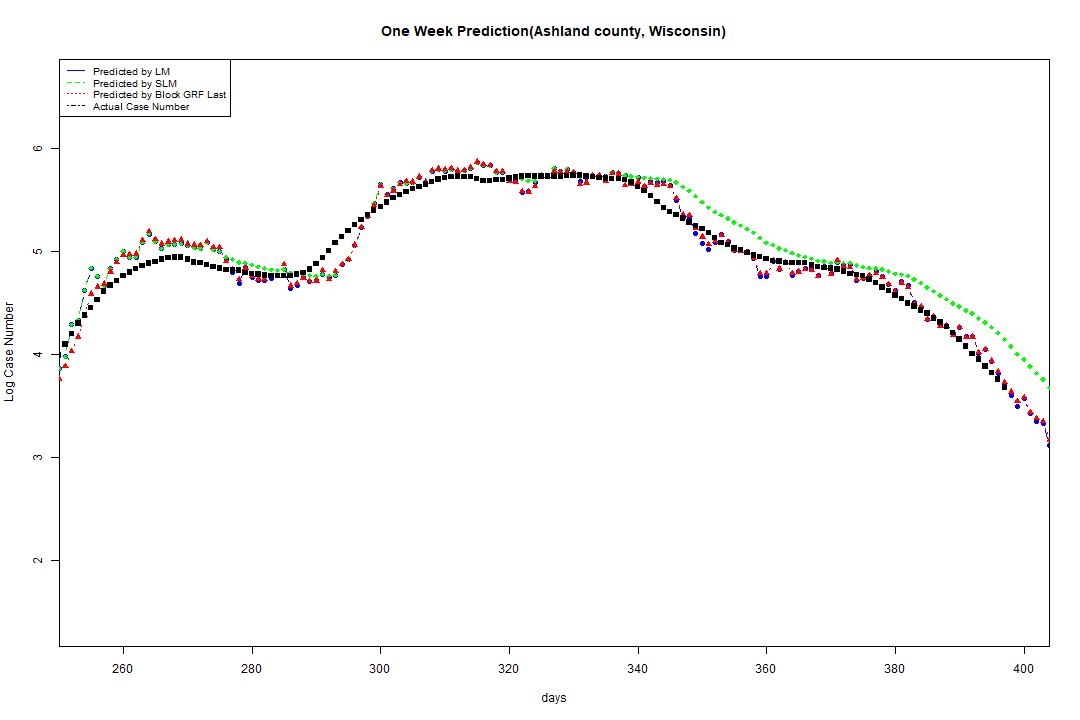 One Week Prediction(Ashland county, Wisconsin)
Predicted by LM
Predicted by SLM
Predicted by Block GRF Last
Actual Case Number
6
5
4
3
2
Log Case Number
260 280 300 320 340 360 380 400
days